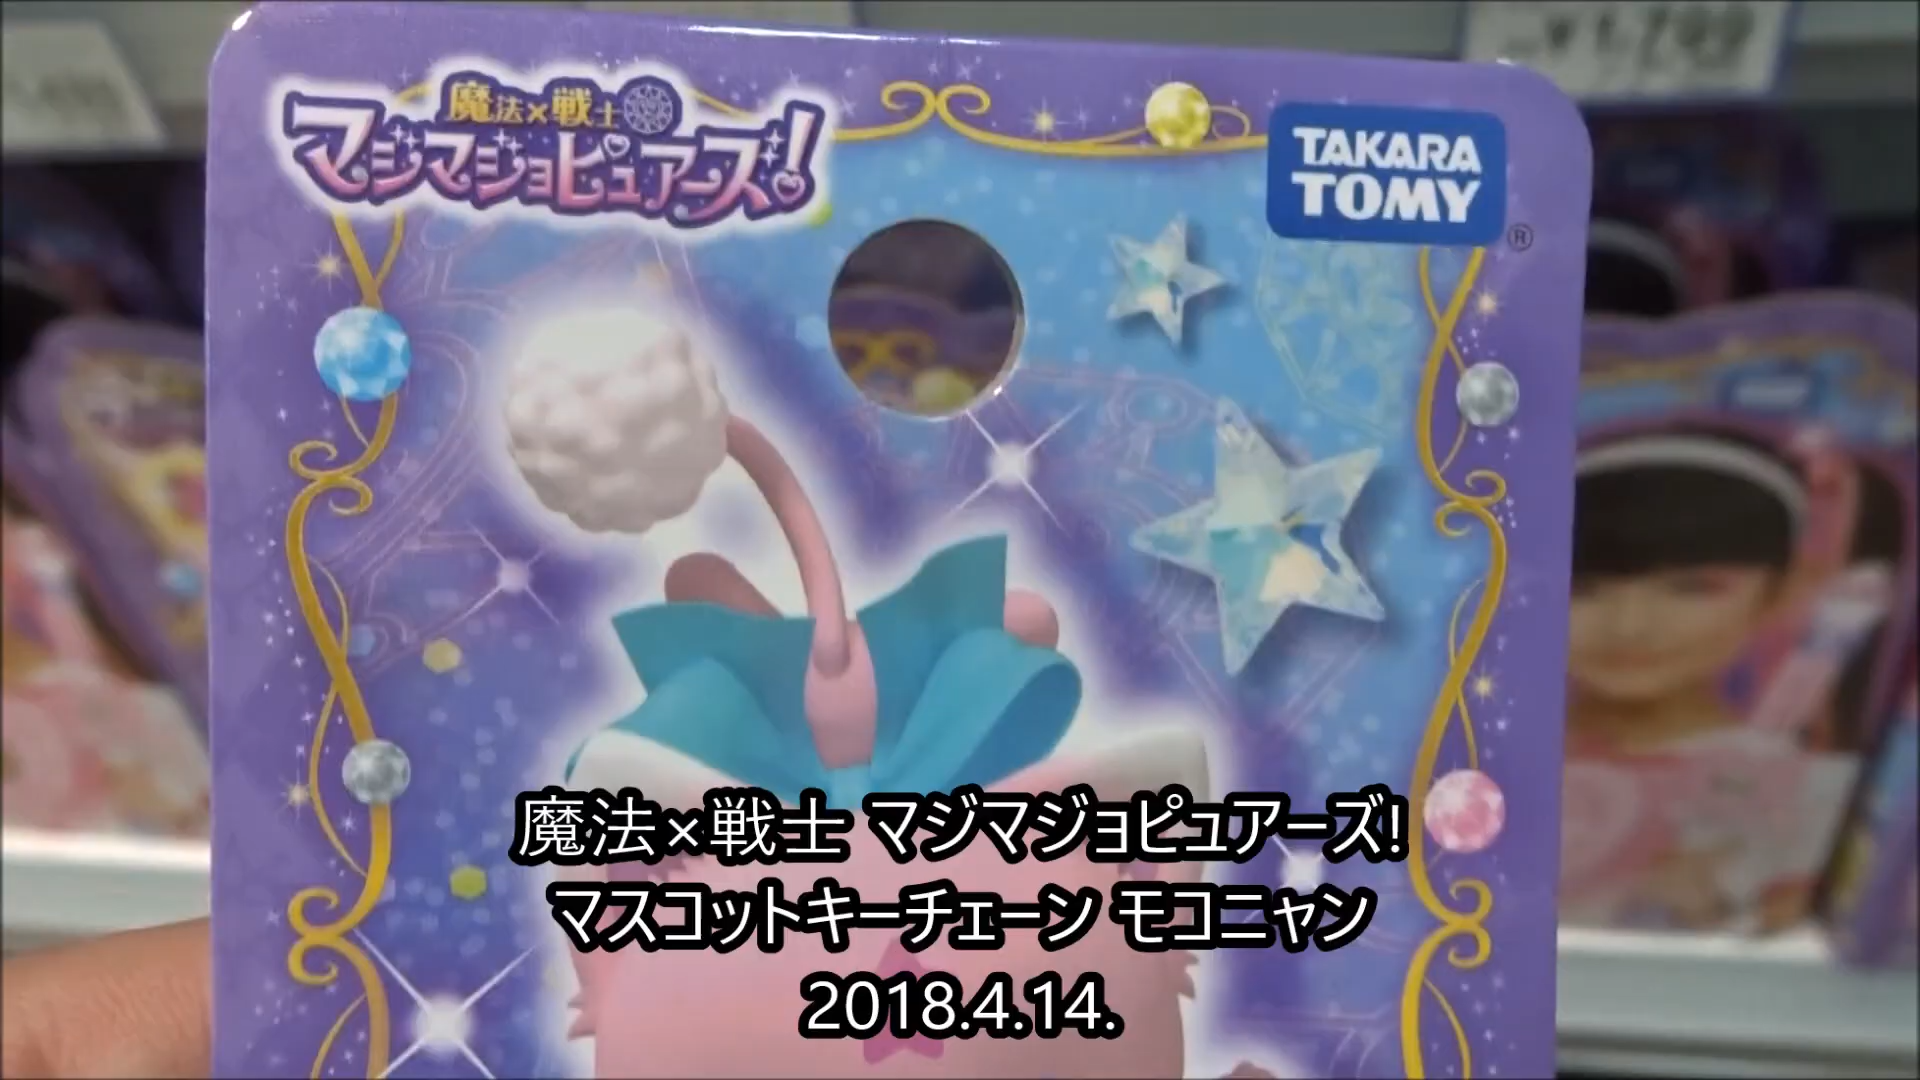 魔法×戦士
マジマジョピュアーズ!
TAKARA
TOMY
®
魔法×戦士 マジマジョピュアーズ!
マスコットキーチェーン モコニャン
2018.4.14.